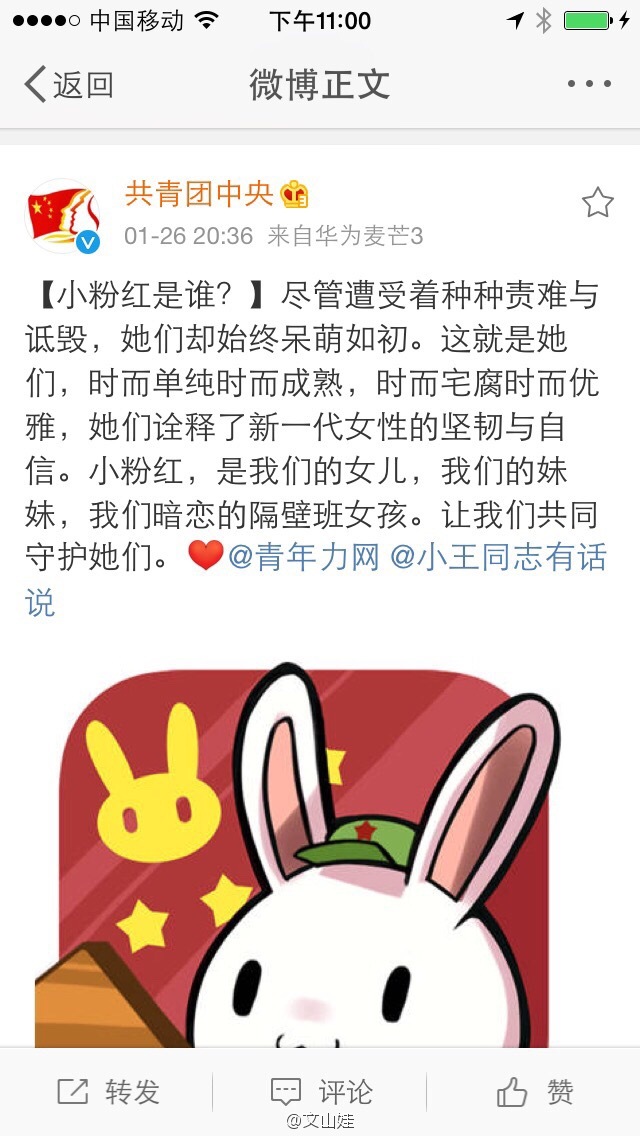 中国移动 下午11:00
返回 微博正文
共青团中央
01-26 20:36 来自华为麦芒3
【小粉红是谁？】尽管遭受着种种责难与
诋毁，她们却始终呆萌如初。这就是她
们，时而单纯时而成熟，时而宅腐时而优
雅，她们诠释了新一代女性的坚韧与自
信。小粉红，是我们的女儿，我们的妹
妹，我们暗恋的隔壁班女孩。让我们共同
守护她们。❤@青年力网 @小王同志有话
说
转发 评论 赞
@文山娃